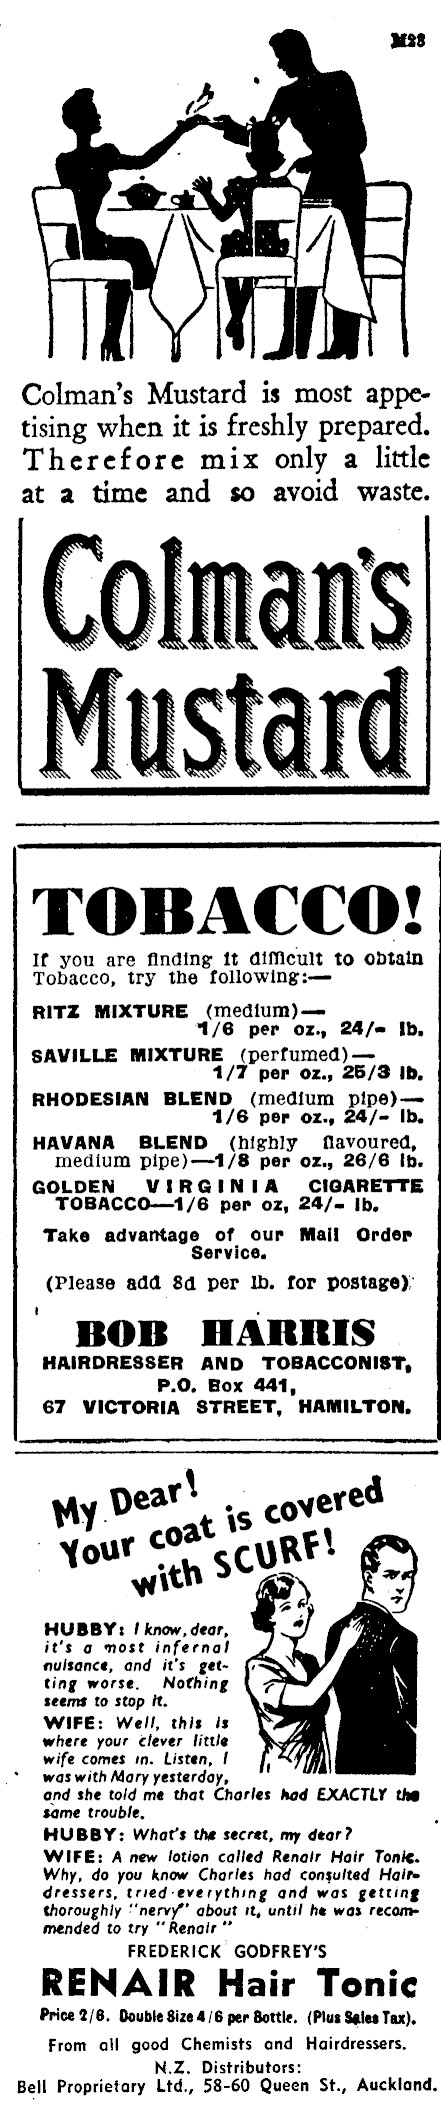 M23
Colman's Mustard is most appe-
tising when it is freshly prepared.
Therefore mix only a little
at a time and so avoid waste.
Colman's
Mustard
TOBACCO!
If you are finding it difficult to obtain
Tobacco, try the following:—
RITZ MIXTURE (medium)—
1/6 per oz., 24/- lb.
SAVILLE MIXTURE (perfumed)—
1/7 per oz., 25/3 lb.
RHODESIAN BLEND (medium pipe)—
1/6 per oz., 24/- lb.
HAVANA BLEND (highly flavoured,
medium pipe)—1/8 per oz., 26/6 lb.
GOLDEN VIRGINIA CIGARETTE
TOBACCO—1/6 per oz, 24/- lb.
Take advantage of our Mail Order
Service.
(Please add 8d per lb. for postage)
BOB HARRIS
HAIRDRESSER AND TOBACCONIST,
P.O. Box 441,
67 VICTORIA STREET, HAMILTON.
My Dear!
Your coat is covered
with SCURF!
HUBBY: I know, dear,
it's a most infernal
nuisance, and it's get-
ting worse. Nothing
seems to stop it.
WIFE: Well, this is
where your clever little
wife comes in. Listen, I
was with Mary yesterday,
and she told me that Charles had EXACTLY the
same trouble.
HUBBY: What's the secret, my dear?
WIFE: A new lotion called Renair Hair Tonic.
Why, do you know Charles had consulted Hair-
dressers, tried everything and was getting
thoroughly "nervy" about it, until he was recom-
mended to try "Renair"
FREDERICK GODFREY'S
RENAIR Hair Tonic
Price 2/6. Double Size 4/6 per Bottle. (Plus Sales Tax).
From all good Chemists and Hairdressers.
N.Z. Distributors:
Bell Proprietary Ltd., 58-60 Queen St., Auckland.